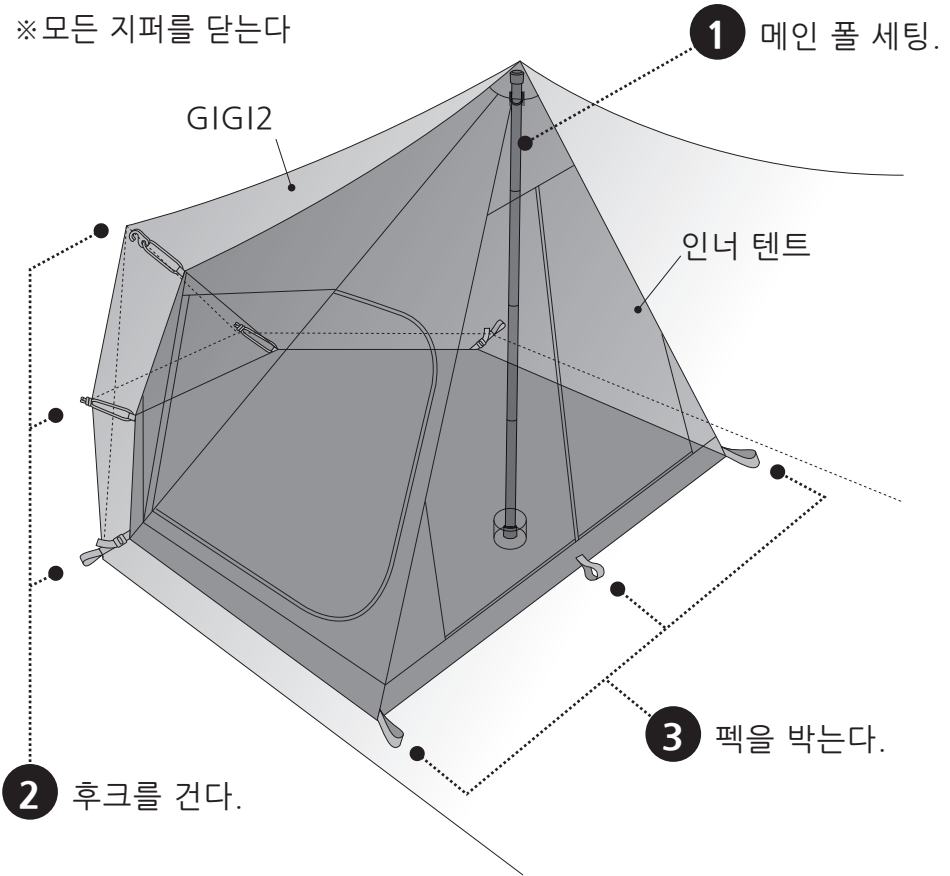 ※모든 지퍼를 닫는다
1 메인 폴 세팅.
GIGI2
인너 텐트
3 펙을 박는다.
2 후크를 건다.